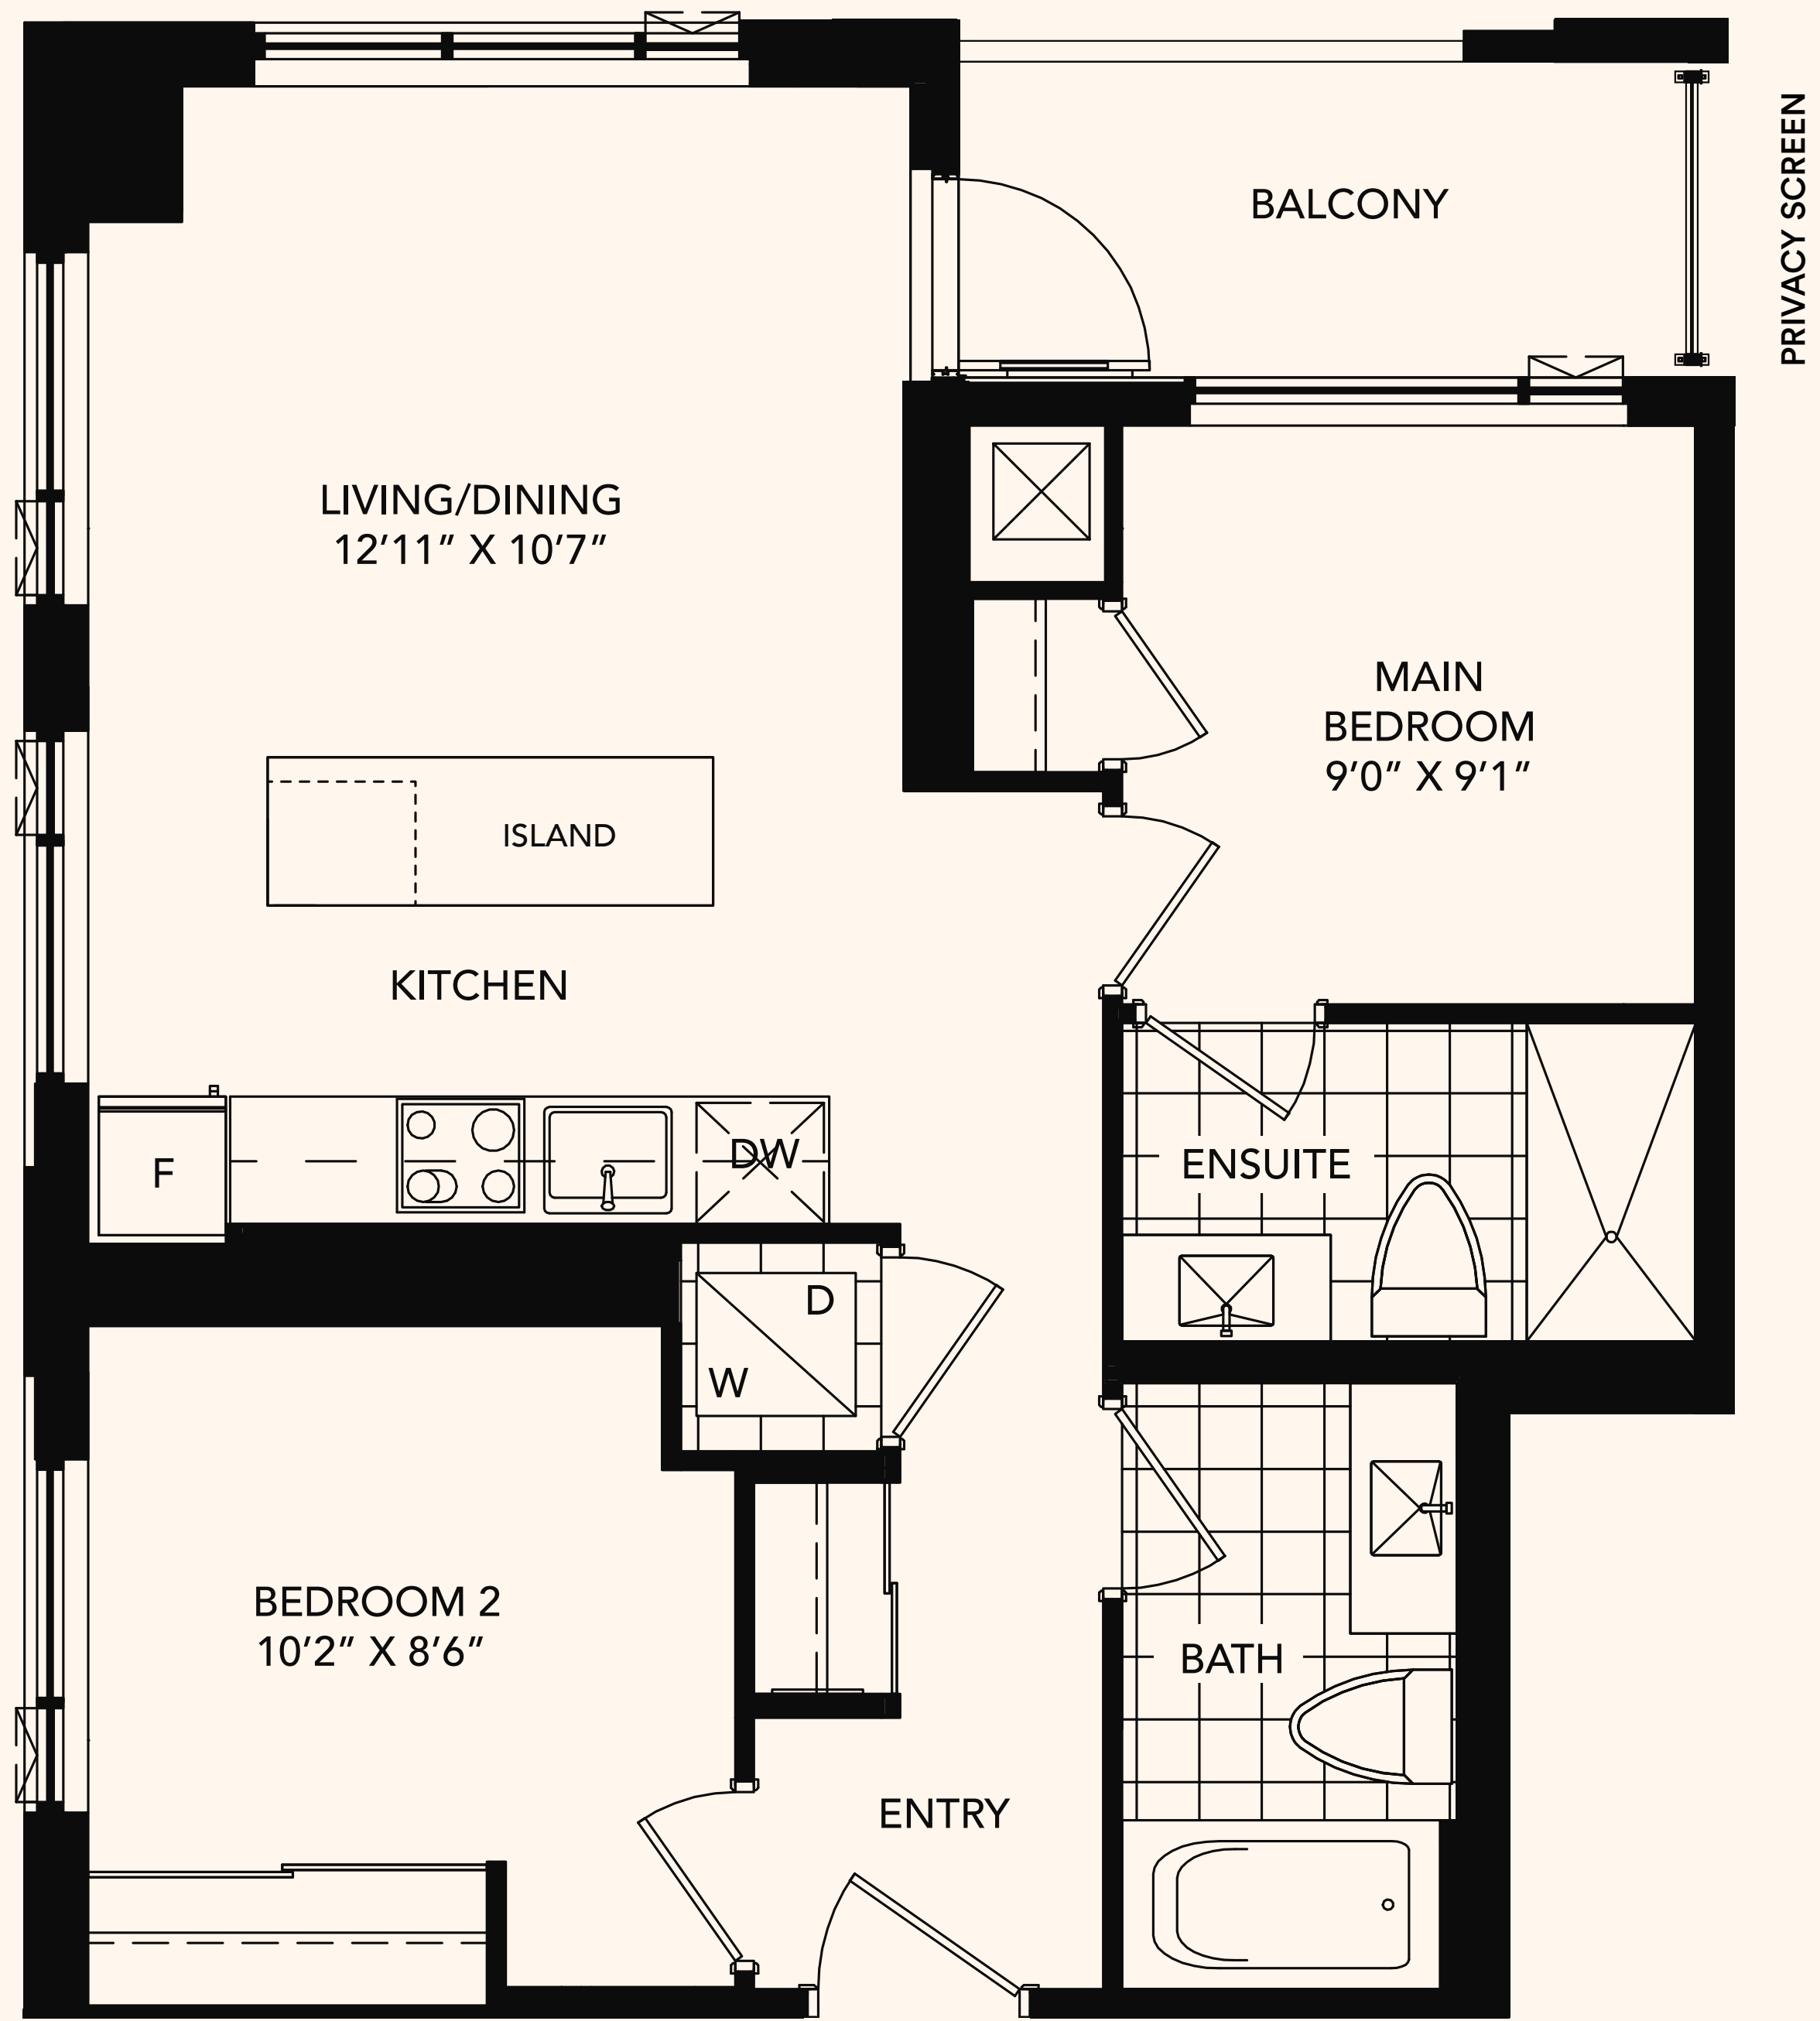 PRIVACY SCREEN
BALCONY
LIVING/DINING
12’11” X 10’7”
MAIN
BEDROOM
9’0” X 9’1”
ISLAND
KITCHEN
F
DW
ENSUITE
D
W
BEDROOM 2
10’2” X 8’6”
BATH
ENTRY